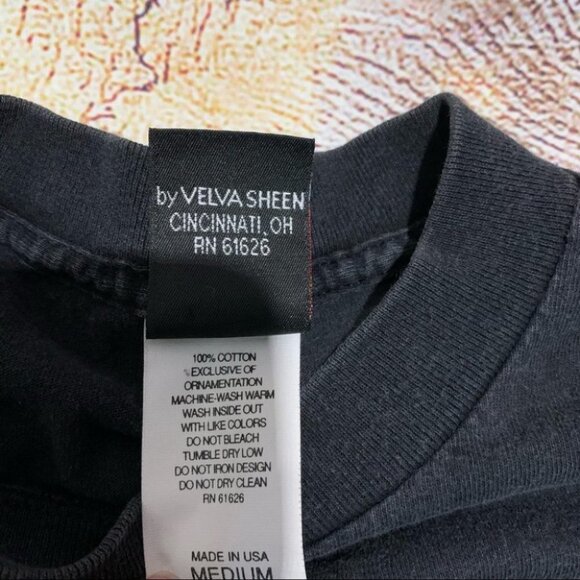 by VELVA SHEEN
CINCINNATI, OH
RN 61626
100% COTTON
EXCLUSIVE OF
ORNAMENTATION
MACHINE-WASH WARM
WASH INSIDE OUT
WITH LIKE COLORS
DO NOT BLEACH
TUMBLE DRY LOW
DO NOT IRON DESIGN
DO NOT DRY CLEAN
RN 61626
MADE IN USA
MEDIUM